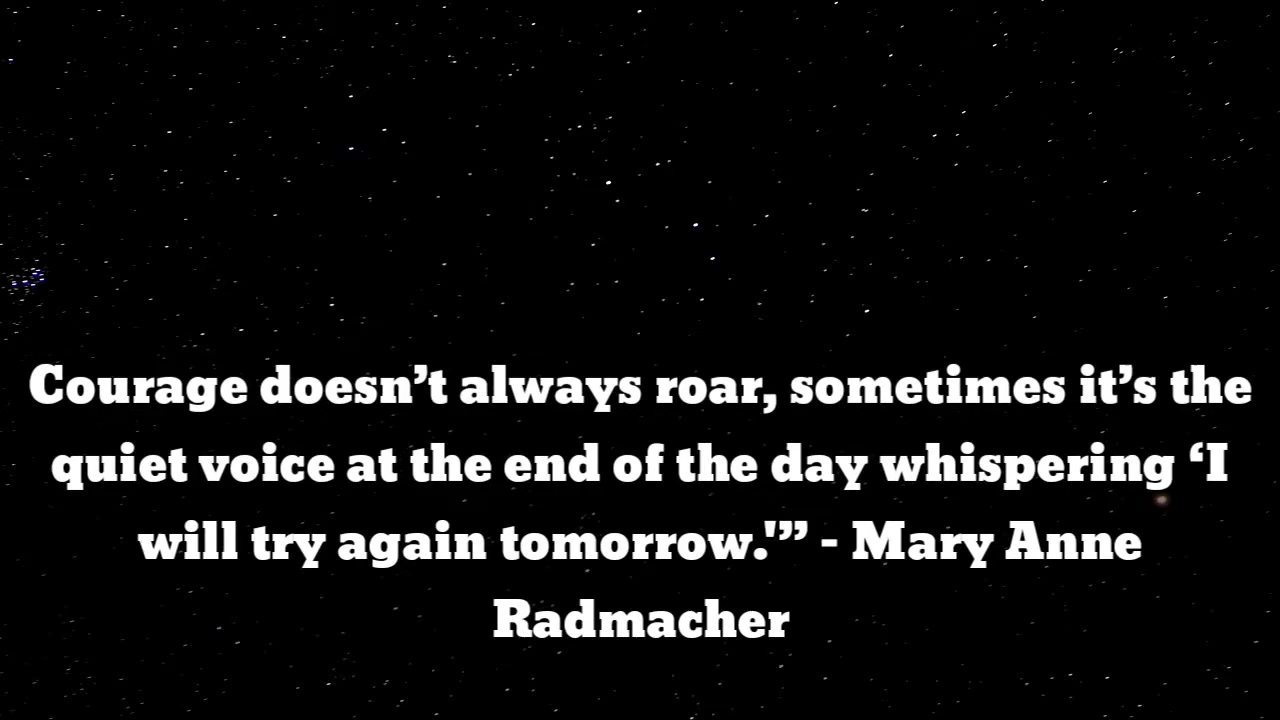 Courage doesn’t always roar, sometimes it’s the
quiet voice at the end of the day whispering ‘I
will try again tomorrow.'” - Mary Anne
Radmacher